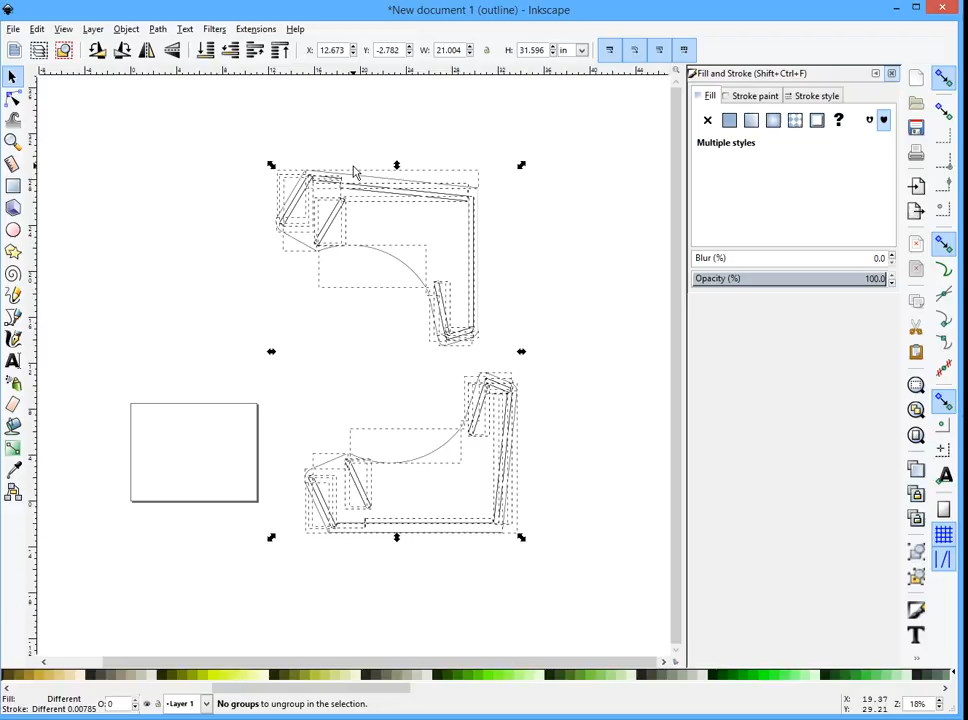 *New document 1 (outline) - Inkscape
File Edit View Layer Object Path Text Filters Extensions Help
X: 12.673 Y: -2.782 W: 21.004 H: 31.596 in
Fill and Stroke (Shift+Ctrl+F)
Fill Stroke paint Stroke style
?
Multiple styles
Blur (%) 0.0
Opacity (%) 100.0
Fill: Different
Stroke: Different 0.00785
O: 0
Layer 1
No groups to ungroup in the selection.
X: 19.37
Y: 29.21
Z: 18%